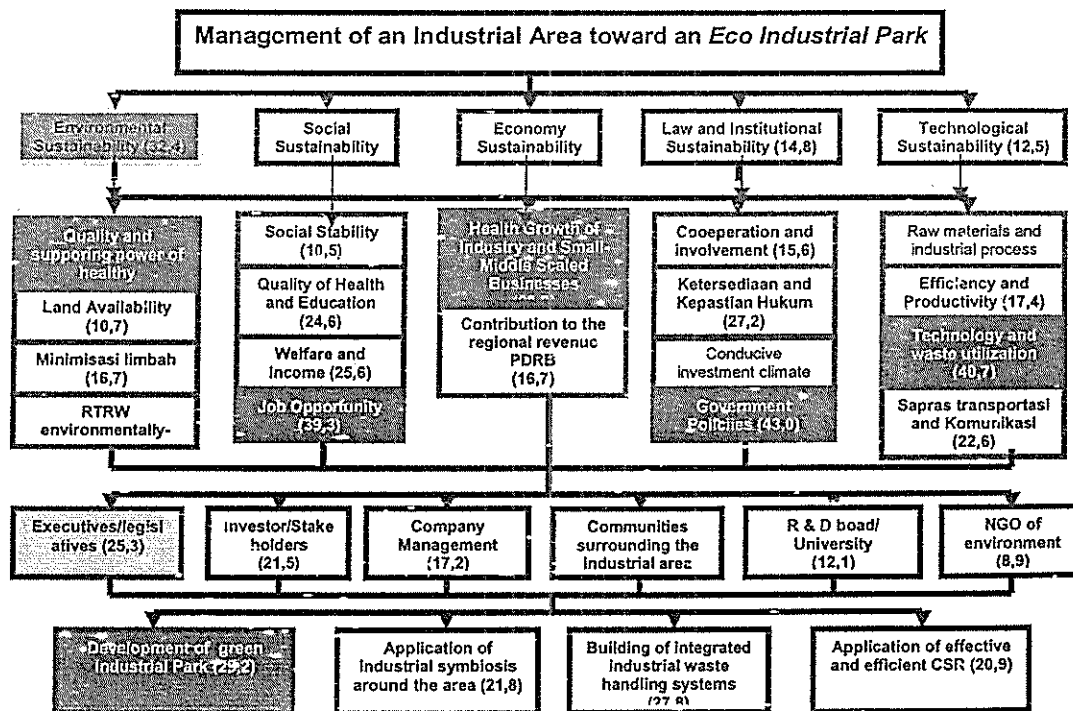 Management of an Industrial Area toward an Eco Industrial Park
Environmental
Sustainability (32,4)
Social
Sustainability
Economy
Sustainability
Law and Institutional
Sustainability (14,8)
Technological
Sustainability (12,5)
Quality and
supporting power of
healthy
Land Availability
(10,7)
Minimisasi limbah
(16,7)
RTRW
environmentally-
Social Stability
(10,5)
Quality of Health
and Education
(24,6)
Welfare and
Income (25,6)
Job Opportunity
(39,3)
Health Growth of
Industry and Small-
Middle Scaled
Businesses
Contribution to the
regional revenue
PDRB
(16,7)
Cooperation and
involvement (15,6)
Ketersediaan and
Kepastian Hukum
(27,2)
Conducive
investment climate
Government
Policies (43,0)
Raw materials and
industrial process
Efficiency and
Productivity (17,4)
Technology and
waste utilization
(40,7)
Sapras transportasi
and Komunikasi
(22,6)
Executives/legisl
atives (25,3)
Investor/Stake
holders
(21,5)
Company
Management
(17,2)
Communities
surrounding the
industrial area
R & D boad/
University
(12,1)
NGO of
environment
(8,9)
Development of green
Industrial Park (29,2)
Application of
industrial symbiosis
around the area (21,8)
Building of integrated
industrial waste
handling systems
(27,8)
Application of effective
and efficient CSR (20,9)